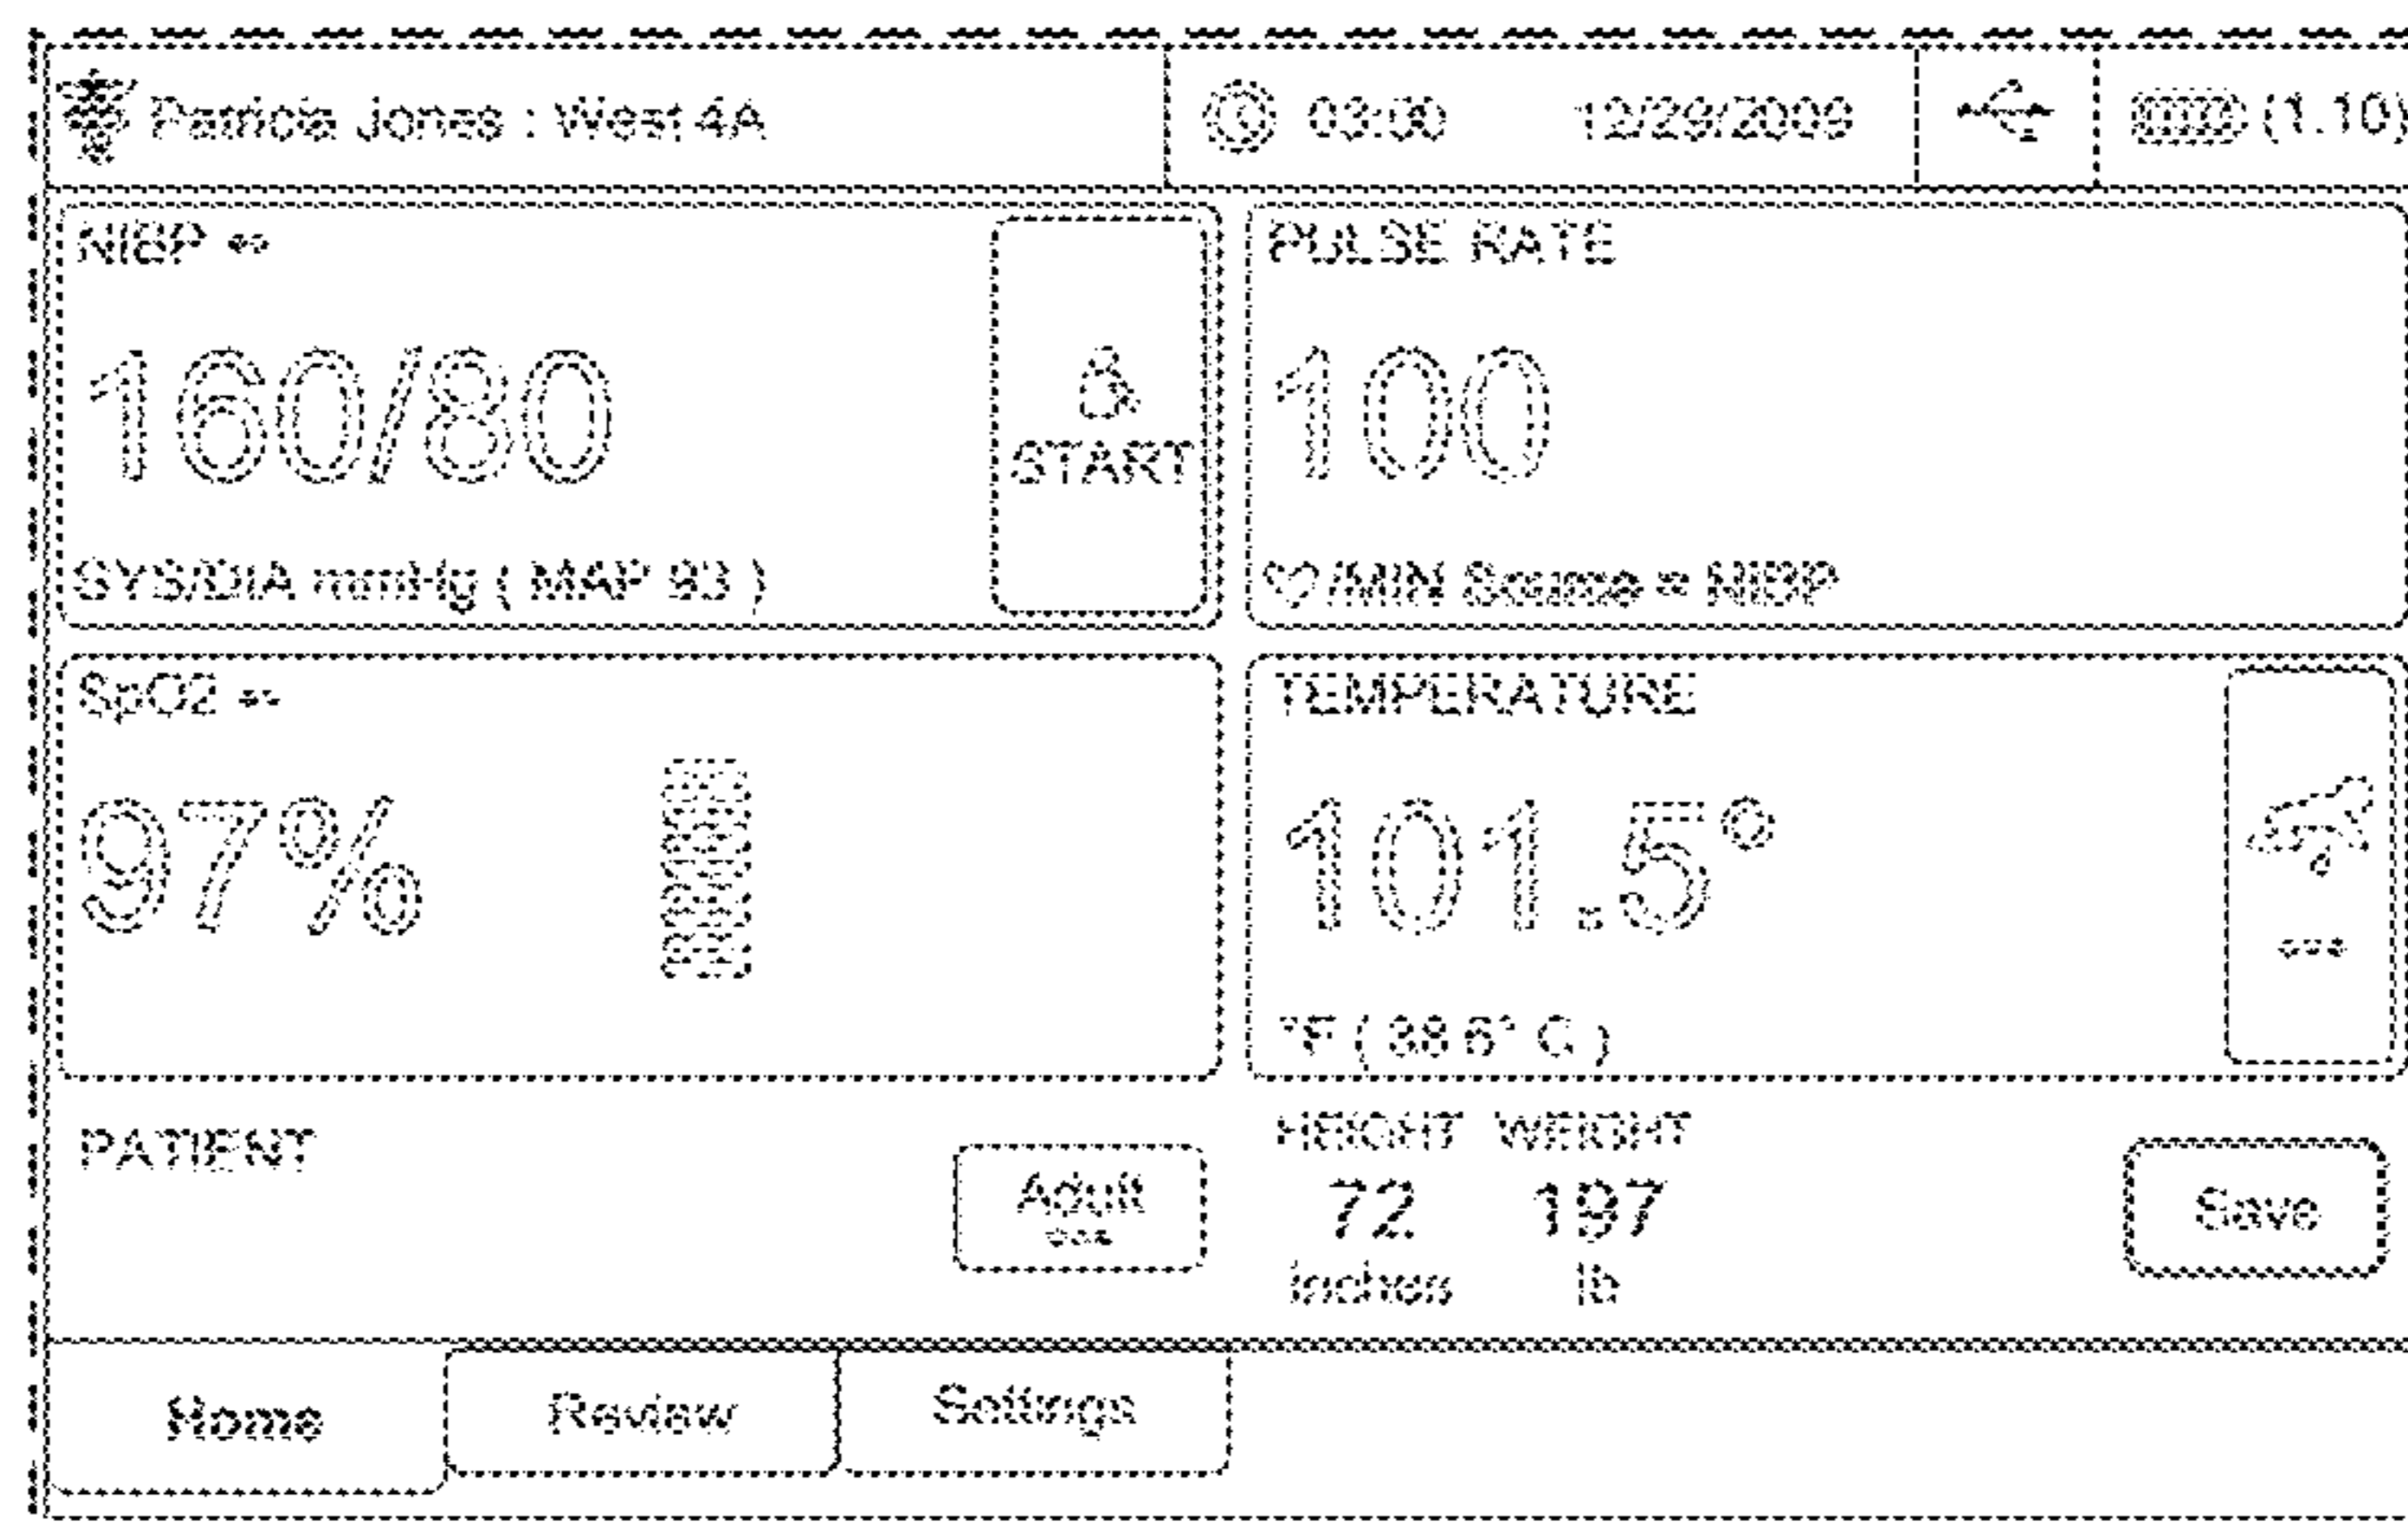 Patricia Jones : West 4A
03:00 12/29/2009
(1.10)
NIBP
160/80
START
SYS/DIA mmHg ( MAP 93 )
PULSE RATE
100
♡/MIN Source = NIBP
SpO2
97%
TEMPERATURE
101.5°
°F ( 38.6° C )
PATIENT
Adult
HEIGHT WEIGHT
72 197
inches lb
Save
Home Review Settings